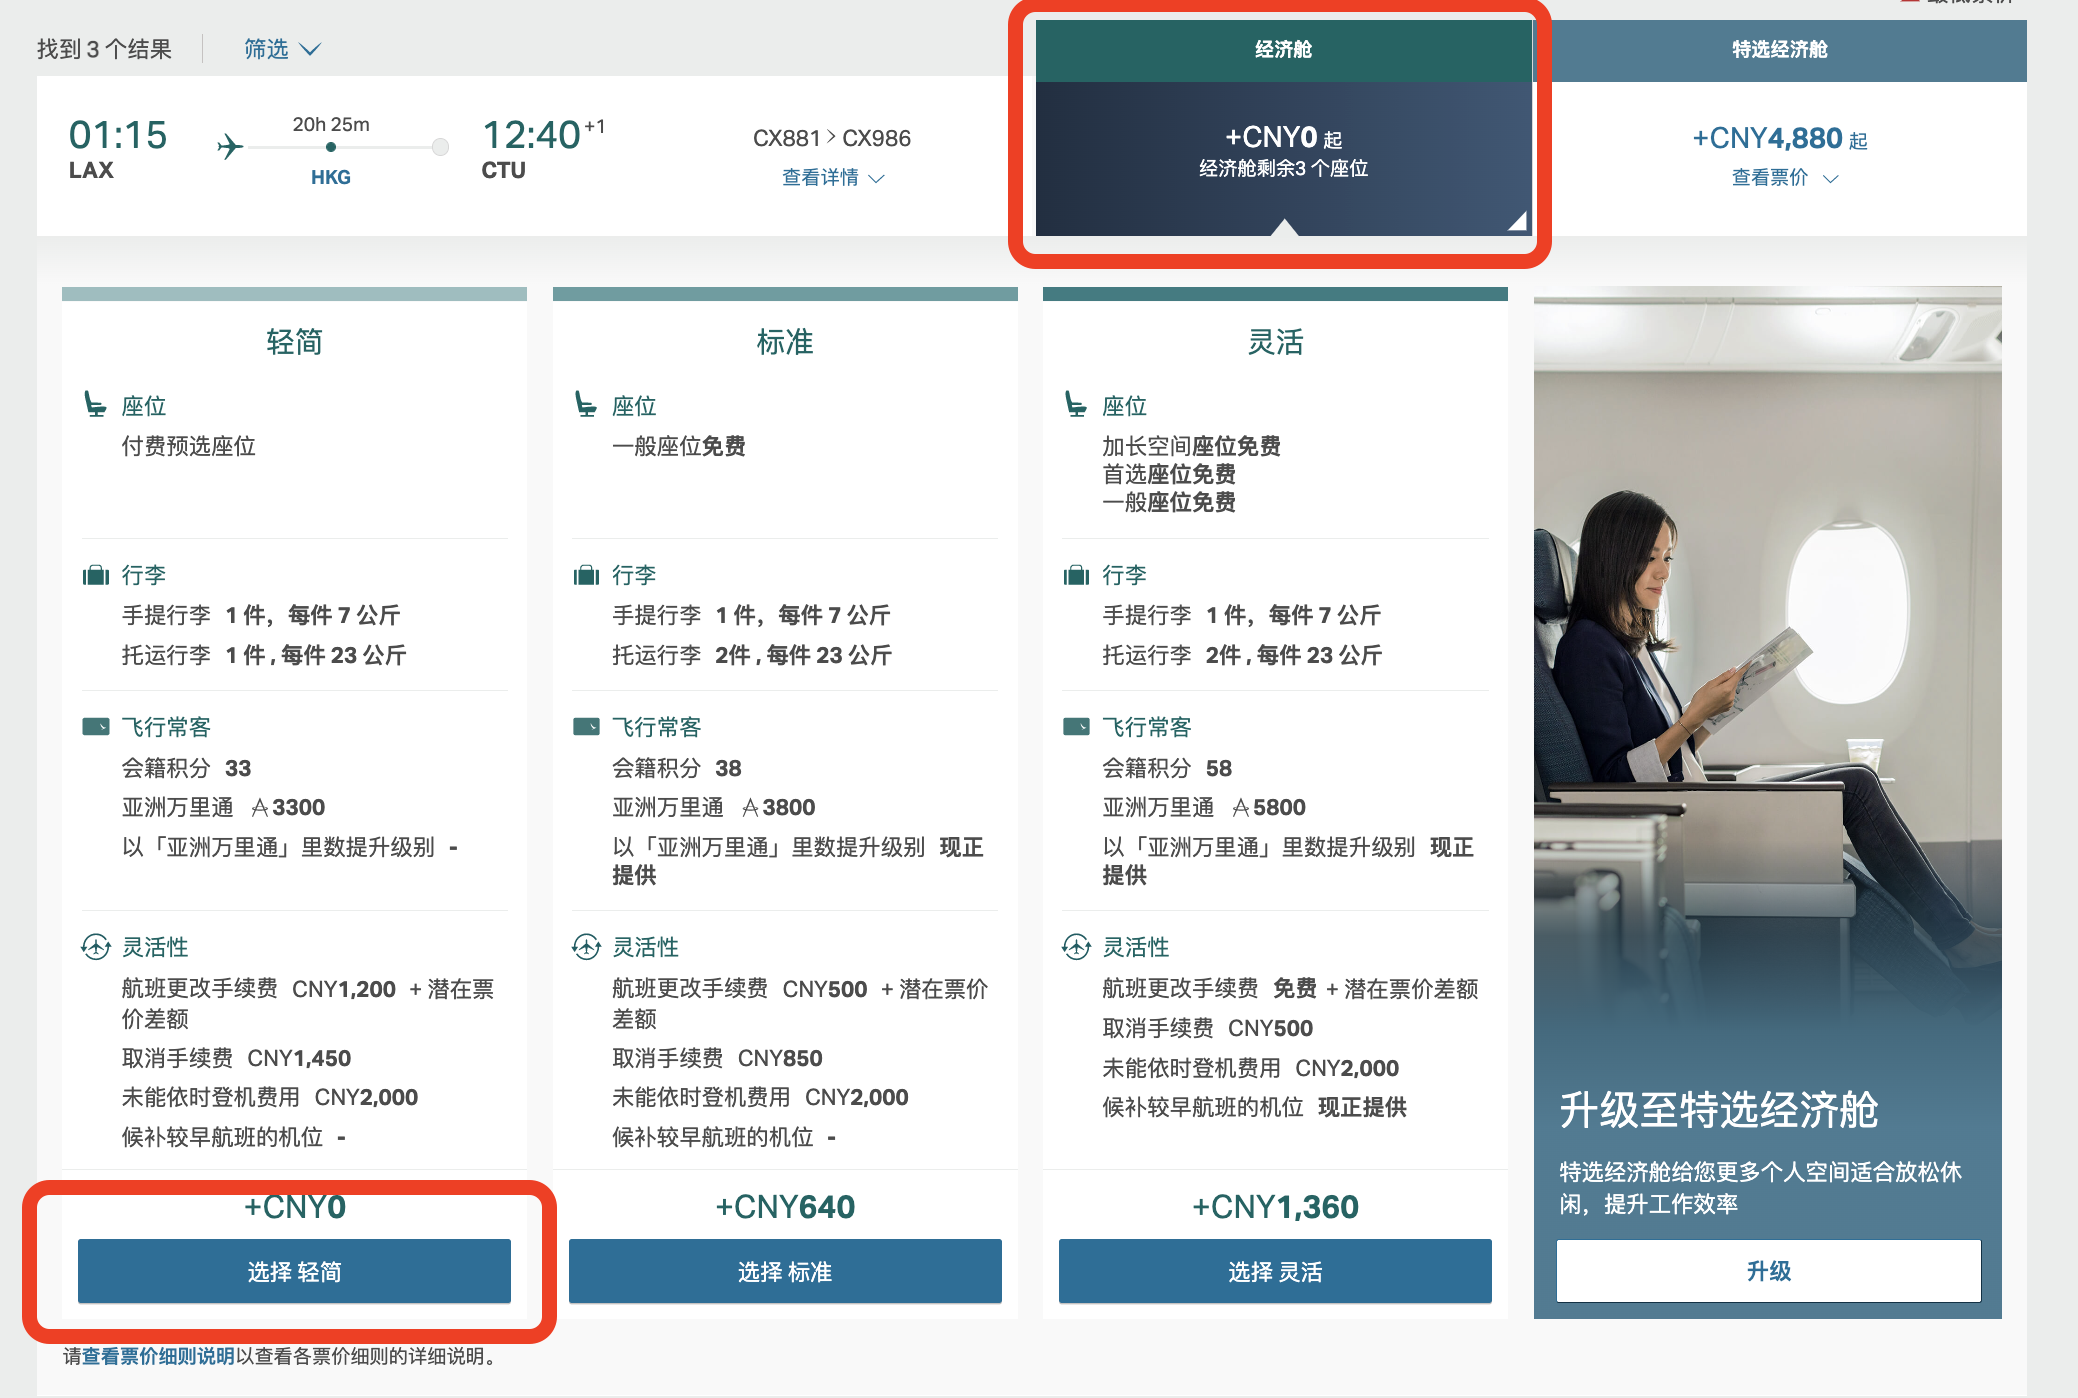 找到 3 个结果
筛选
经济舱
特选经济舱
01:15
LAX
20h 25m
HKG
12:40+1
CTU
CX881 > CX986
查看详情
+CNY0 起
经济舱剩余3 个座位
+CNY4,880 起
查看票价
轻简
座位
付费预选座位
行李
手提行李 1 件，每件 7 公斤
托运行李 1 件 , 每件 23 公斤
飞行常客
会籍积分 33
亚洲万里通 3300
以「亚洲万里通」里数提升级别 -
灵活性
航班更改手续费 CNY1,200 + 潜在票
价差额
取消手续费 CNY1,450
未能依时登机费用 CNY2,000
候补较早航班的机位 -
+CNY0
选择 轻简
标准
座位
一般座位免费
行李
手提行李 1 件，每件 7 公斤
托运行李 2件 , 每件 23 公斤
飞行常客
会籍积分 38
亚洲万里通 3800
以「亚洲万里通」里数提升级别 现正
提供
灵活性
航班更改手续费 CNY500 + 潜在票价
差额
取消手续费 CNY850
未能依时登机费用 CNY2,000
候补较早航班的机位 -
+CNY640
选择 标准
灵活
座位
加长空间座位免费
首选座位免费
一般座位免费
行李
手提行李 1 件，每件 7 公斤
托运行李 2件 , 每件 23 公斤
飞行常客
会籍积分 58
亚洲万里通 5800
以「亚洲万里通」里数提升级别 现正
提供
灵活性
航班更改手续费 免费 + 潜在票价差额
取消手续费 CNY500
未能依时登机费用 CNY2,000
候补较早航班的机位 现正提供
+CNY1,360
选择 灵活
升级至特选经济舱
特选经济舱给您更多个人空间适合放松休
闲，提升工作效率
升级
请查看票价细则说明以查看各票价细则的详细说明。